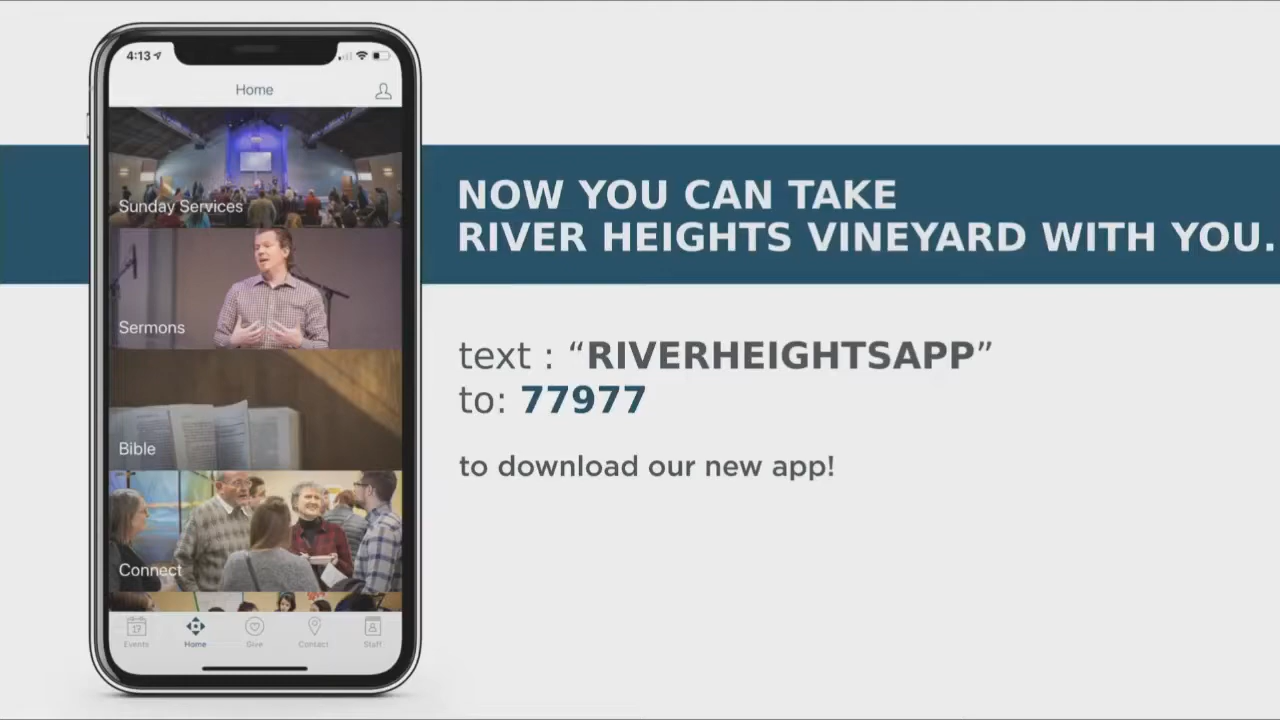 4:13
Home
Sunday Services
Sermons
Bible
Connect
17
Events
Home
Give
Contact
Staff
NOW YOU CAN TAKE
RIVER HEIGHTS VINEYARD WITH YOU.
text : “RIVERHEIGHTSAPP”
to: 77977
to download our new app!